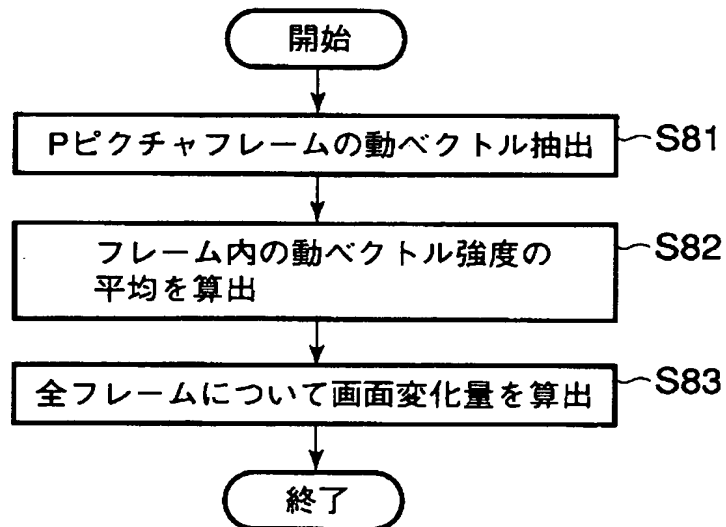 開始
Pピクチャフレームの動ベクトル抽出
S81
フレーム内の動ベクトル強度の
平均を算出
S82
全フレームについて画面変化量を算出
S83
終了